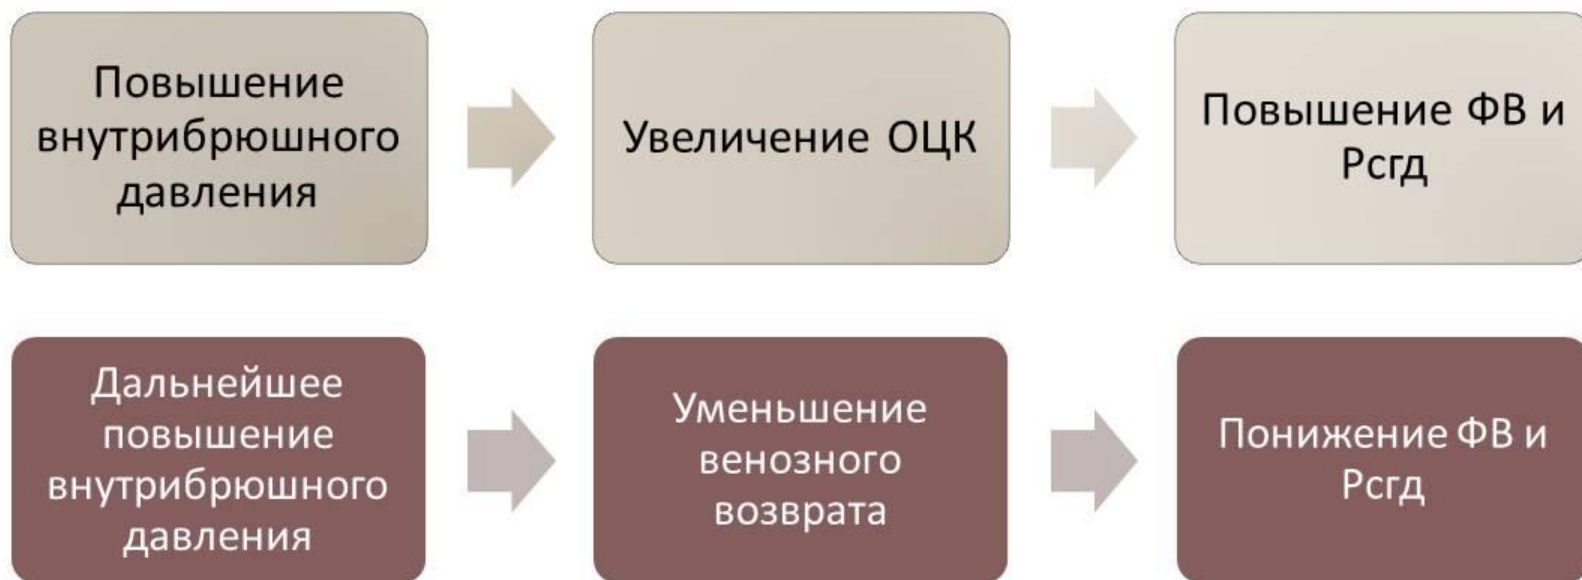 Повышение
внутрибрюшного
давления
Увеличение ОЦК
Повышение ФВ и
Рсгд
Дальнейшее
повышение
внутрибрюшного
давления
Уменьшение
венозного
возврата
Понижение ФВ и
Рсгд